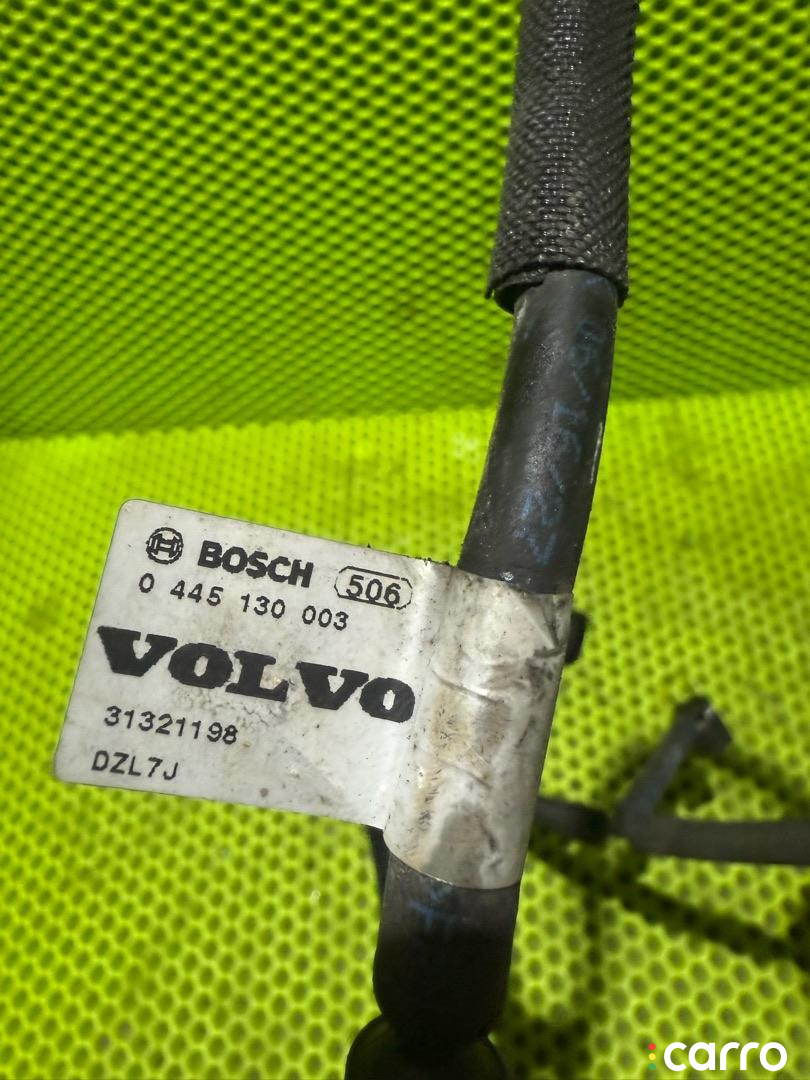 BOSCH 506
0 445 130 003
VOLVO
31321198
DZL7J
carro